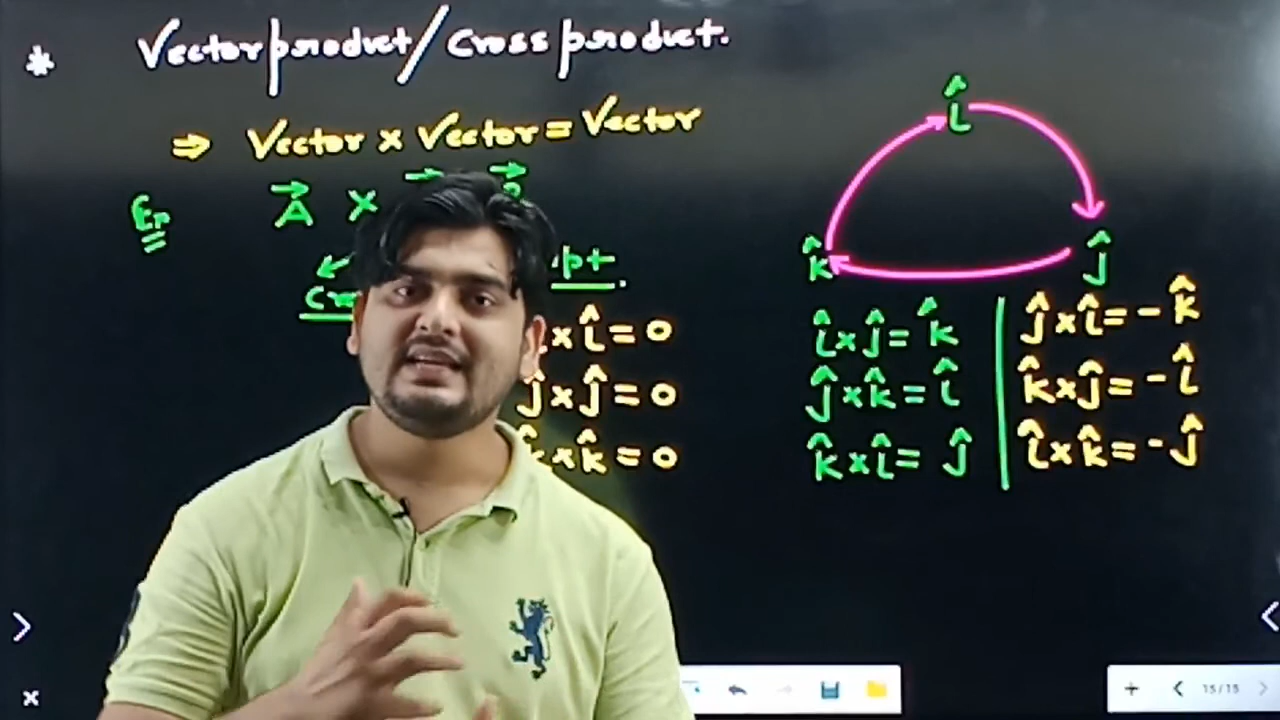 * Vector product/Cross product.
⇒ Vector × Vector = Vector
Ex A⃗ ×
î
k̂ ĵ
× î = 0
ĵ × ĵ = 0
k̂ × k̂ = 0
î × ĵ = k̂
ĵ × k̂ = î
k̂ × î = ĵ
ĵ × î = - k̂
k̂ × ĵ = - î
î × k̂ = - ĵ
15/15